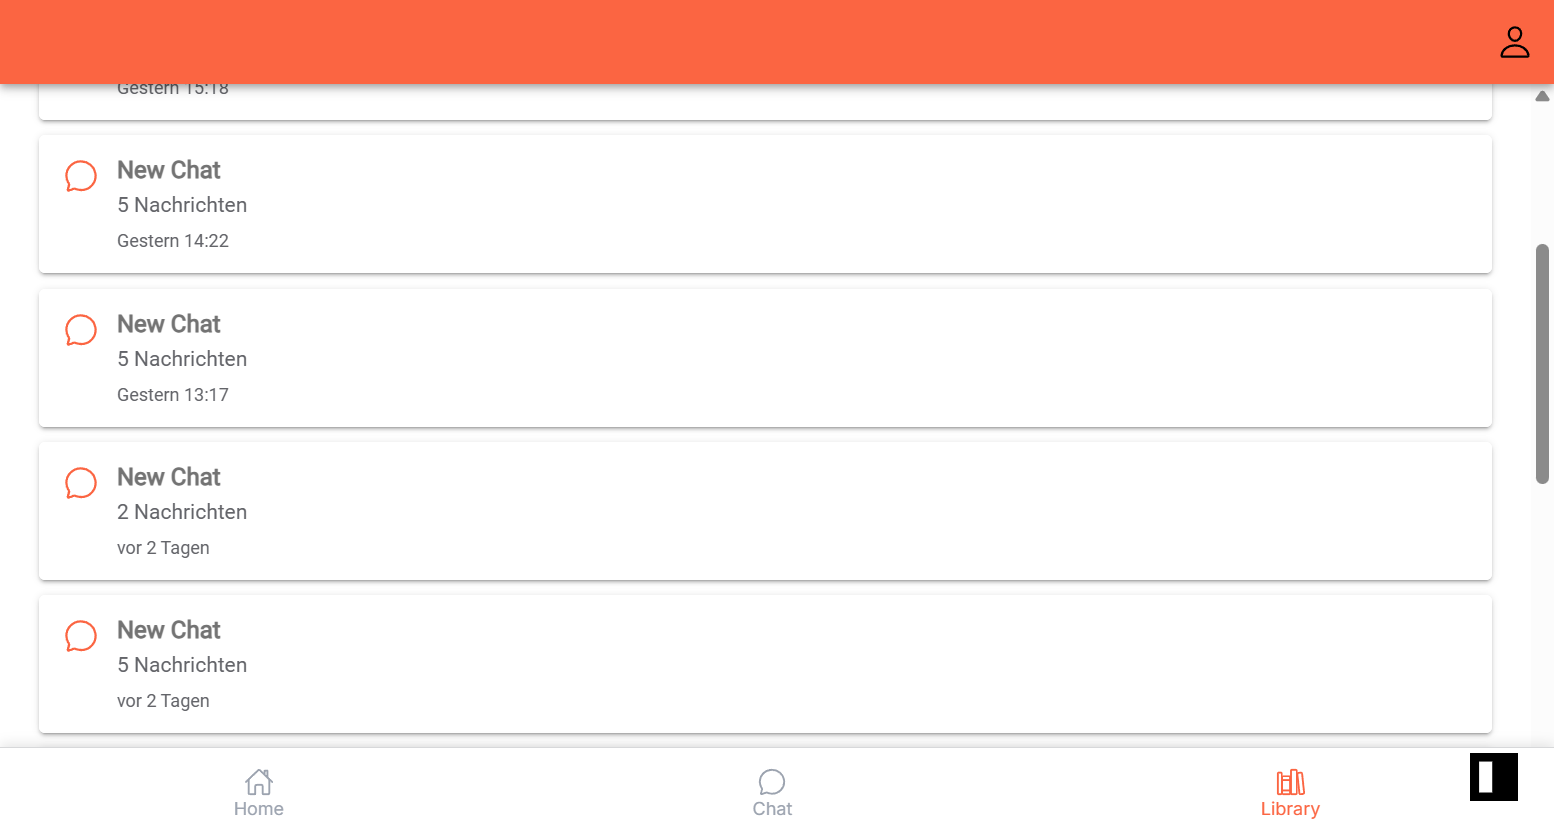 Gestern 15:18
New Chat
5 Nachrichten
Gestern 14:22
New Chat
5 Nachrichten
Gestern 13:17
New Chat
2 Nachrichten
vor 2 Tagen
New Chat
5 Nachrichten
vor 2 Tagen
Home
Chat
Library